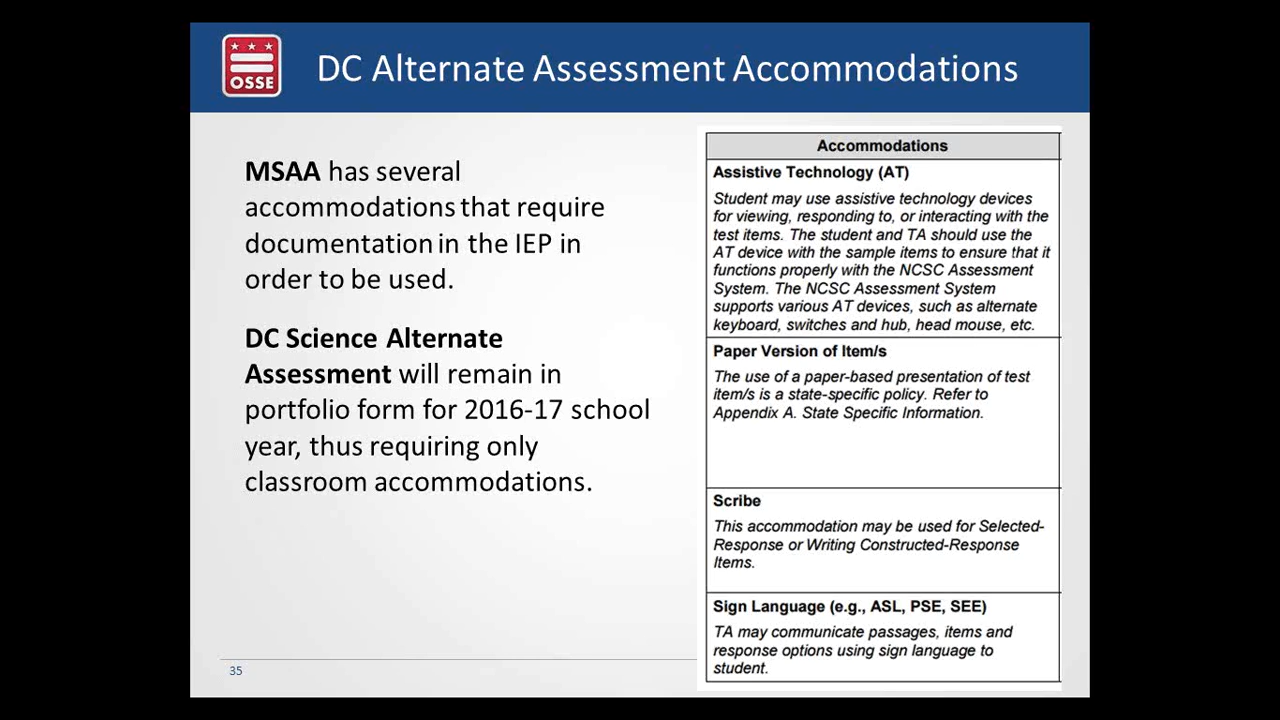 OSSE
DC Alternate Assessment Accommodations
MSAA has several
accommodations that require
documentation in the IEP in
order to be used.
DC Science Alternate
Assessment will remain in
portfolio form for 2016-17 school
year, thus requiring only
classroom accommodations.
Accommodations
Assistive Technology (AT)
Student may use assistive technology devices
for viewing, responding to, or interacting with the
test items. The student and TA should use the
AT device with the sample items to ensure that it
functions properly with the NCSC Assessment
System. The NCSC Assessment System
supports various AT devices, such as alternate
keyboard, switches and hub, head mouse, etc.
Paper Version of Item/s
The use of a paper-based presentation of test
item/s is a state-specific policy. Refer to
Appendix A. State Specific Information.
Scribe
This accommodation may be used for Selected-
Response or Writing Constructed-Response
Items.
Sign Language (e.g., ASL, PSE, SEE)
TA may communicate passages, items and
response options using sign language to
student.
35